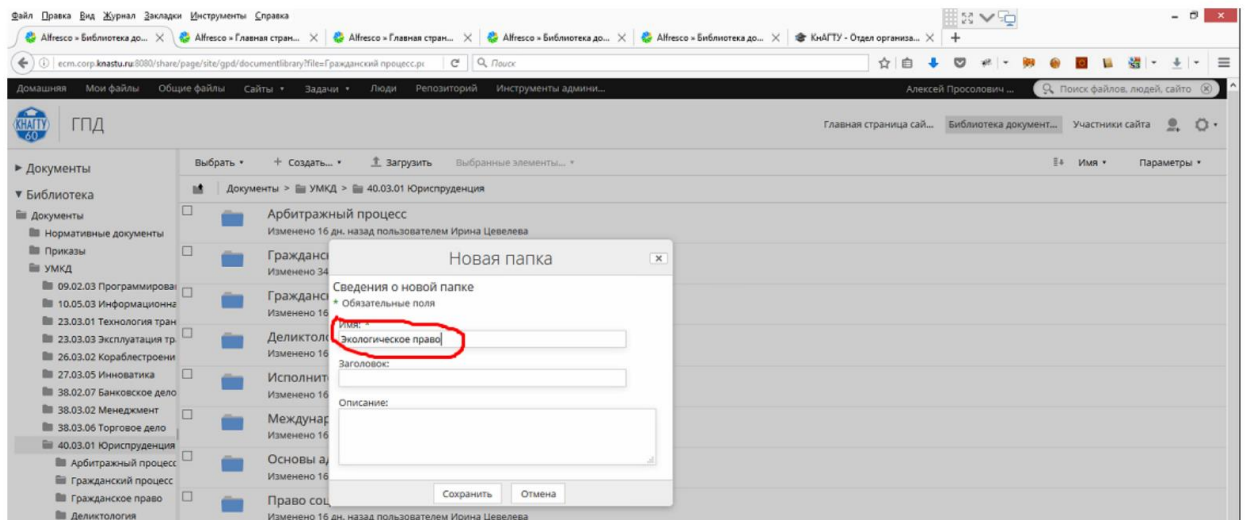 Файл Правка Вид Журнал Закладки Инструменты Справка
Alfresco » Библиотека до... Alfresco » Главная стран... Alfresco » Главная стран... Alfresco » Библиотека до... Alfresco » Библиотека до... КнАГТУ - Отдел организа...
ecm.corp.knastu.ru:8080/share/page/site/gpd/documentlibrary?file=Гражданский процесс.pc Поиск
Домашняя Мои файлы Общие файлы Сайты Задачи Люди Репозиторий Инструменты админи... Алексей Просолович ... Поиск файлов, людей, сайто
КНАГТУ 60 ГПД Главная страница сай... Библиотека документ... Участники сайта
Документы Выбрать + Создать... Загрузить Выбранные элементы... Имя Параметры
Библиотека Документы > УМКД > 40.03.01 Юриспруденция
Документы
Нормативные документы
Приказы
УМКД
09.02.03 Программирова
10.05.03 Информационна
23.03.01 Технология тран
23.03.03 Эксплуатация тр
26.03.02 Кораблестроени
27.03.05 Инноватика
38.02.07 Банковское дело
38.03.02 Менеджмент
38.03.06 Торговое дело
40.03.01 Юриспруденция
Арбитражный процесс
Гражданский процесс
Гражданское право
Деликтология
Арбитражный процесс
Изменено 16 дн. назад пользователем Ирина Цевелева
Гражданс
Изменено 34
Гражданс
Изменено 16
Деликтоло
Изменено 16
Исполнит
Изменено 16
Междунар
Изменено 16
Основы а
Изменено 16
Право соц
Изменено 16 дн. назад пользователем Ирина Цевелева
Новая папка
Сведения о новой папке
* Обязательные поля
Имя: *
Экологическое право
Заголовок:
Описание:
Сохранить Отмена